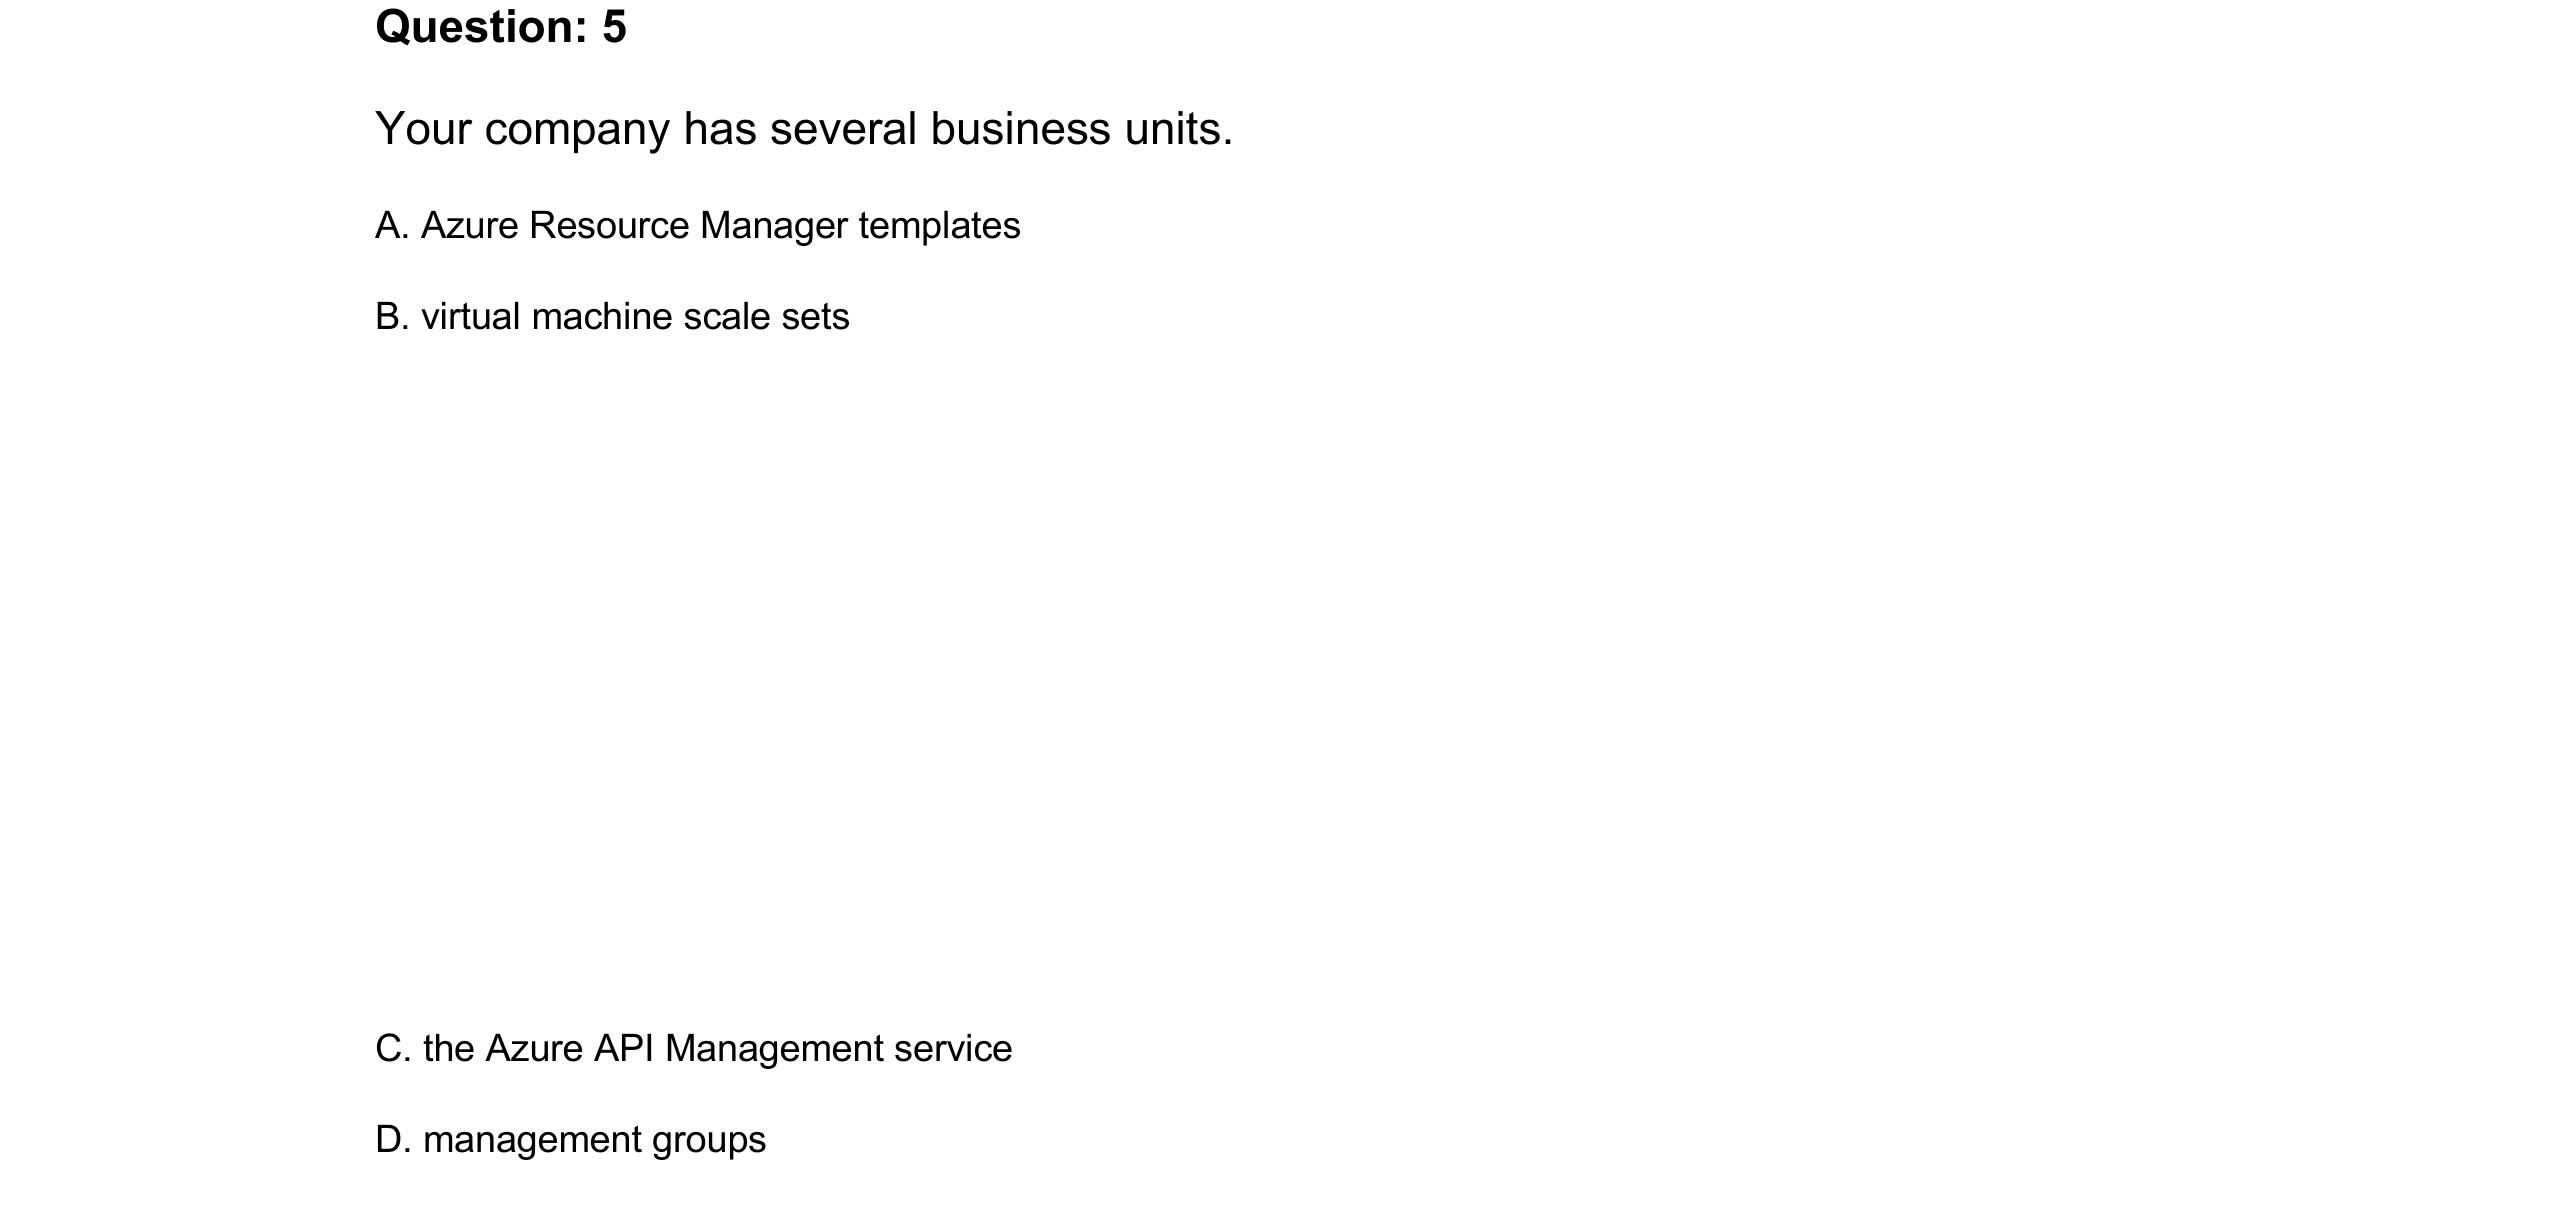 Question: 5
Your company has several business units.
A. Azure Resource Manager templates
B. virtual machine scale sets
C. the Azure API Management service
D. management groups